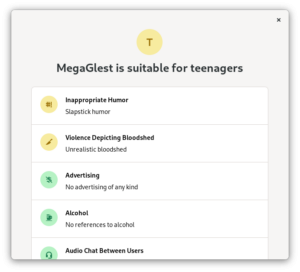 T
MegaGlest is suitable for teenagers
Inappropriate Humor
Slapstick humor
Violence Depicting Bloodshed
Unrealistic bloodshed
Advertising
No advertising of any kind
Alcohol
No references to alcohol
Audio Chat Between Users